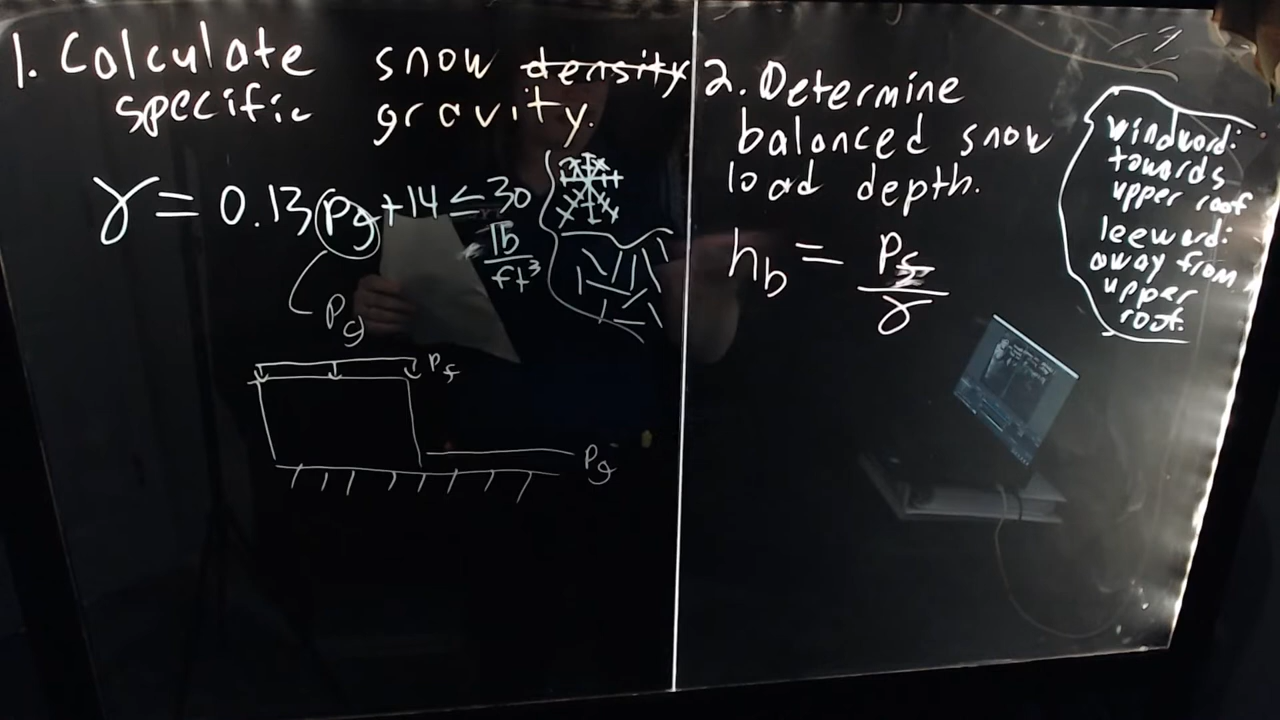 1. Calculate snow density
specific gravity.
γ = 0.13 pg + 14 ≤ 30
lb
ft³
pg
pf
pg
2. Determine
balanced snow
load depth.
hb = pf
γ
windward:
towards
upper roof
leeward:
away from
upper
roof.